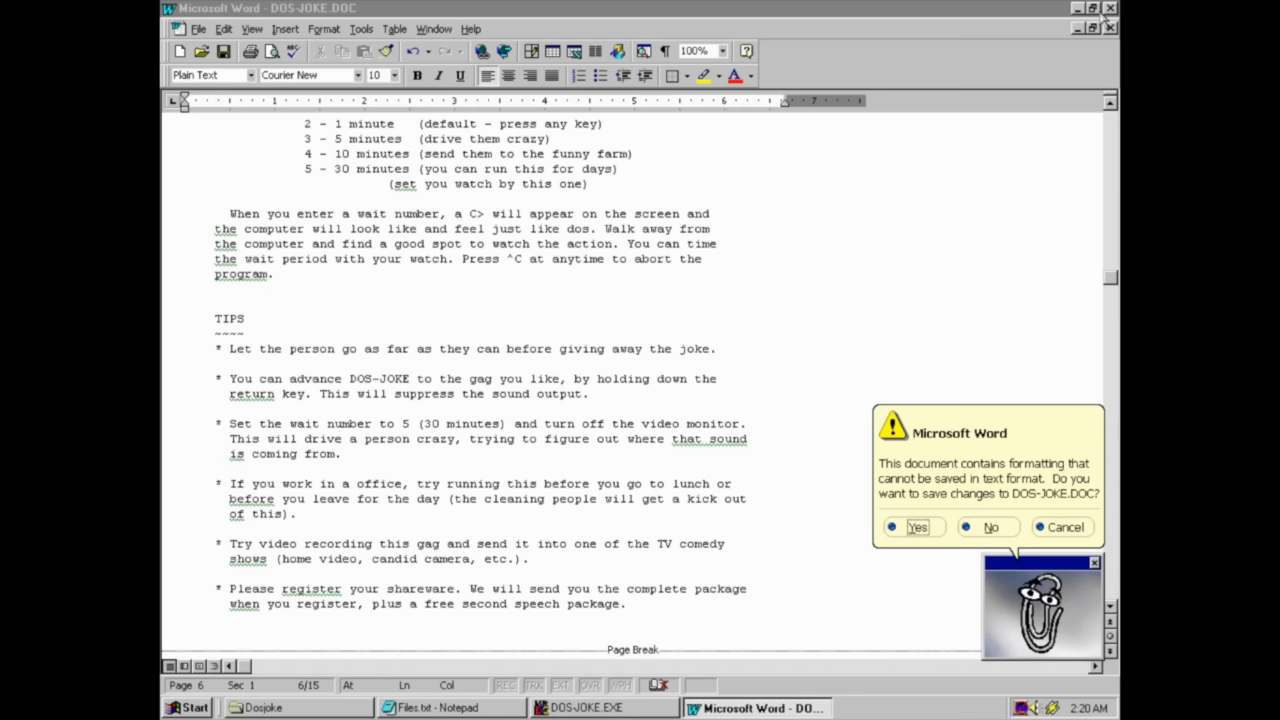 Microsoft Word - DOS-JOKE.DOC
File Edit View Insert Format Tools Table Window Help
100%
Plain Text Courier New 10 B I U A
1 2 3 4 5 6 7
2 - 1 minute (default - press any key)
3 - 5 minutes (drive them crazy)
4 - 10 minutes (send them to the funny farm)
5 - 30 minutes (you can run this for days)
(set you watch by this one)
When you enter a wait number, a C> will appear on the screen and
the computer will look like and feel just like dos. Walk away from
the computer and find a good spot to watch the action. You can time
the wait period with your watch. Press ^C at anytime to abort the
program.
TIPS
~~~~
* Let the person go as far as they can before giving away the joke.
* You can advance DOS-JOKE to the gag you like, by holding down the
return key. This will suppress the sound output.
* Set the wait number to 5 (30 minutes) and turn off the video monitor.
This will drive a person crazy, trying to figure out where that sound
is coming from.
* If you work in a office, try running this before you go to lunch or
before you leave for the day (the cleaning people will get a kick out
of this).
* Try video recording this gag and send it into one of the TV comedy
shows (home video, candid camera, etc.).
* Please register your shareware. We will send you the complete package
when you register, plus a free second speech package.
Page Break
Microsoft Word
This document contains formatting that
cannot be saved in text format. Do you
want to save changes to DOS-JOKE.DOC?
Yes No Cancel
Page 6 Sec 1 6/15 At Ln Col REC TRK EXT OVR WPH
Start Dosjoke Files.txt - Notepad DOSJOKE.EXE Microsoft Word - DO... 2:20 AM